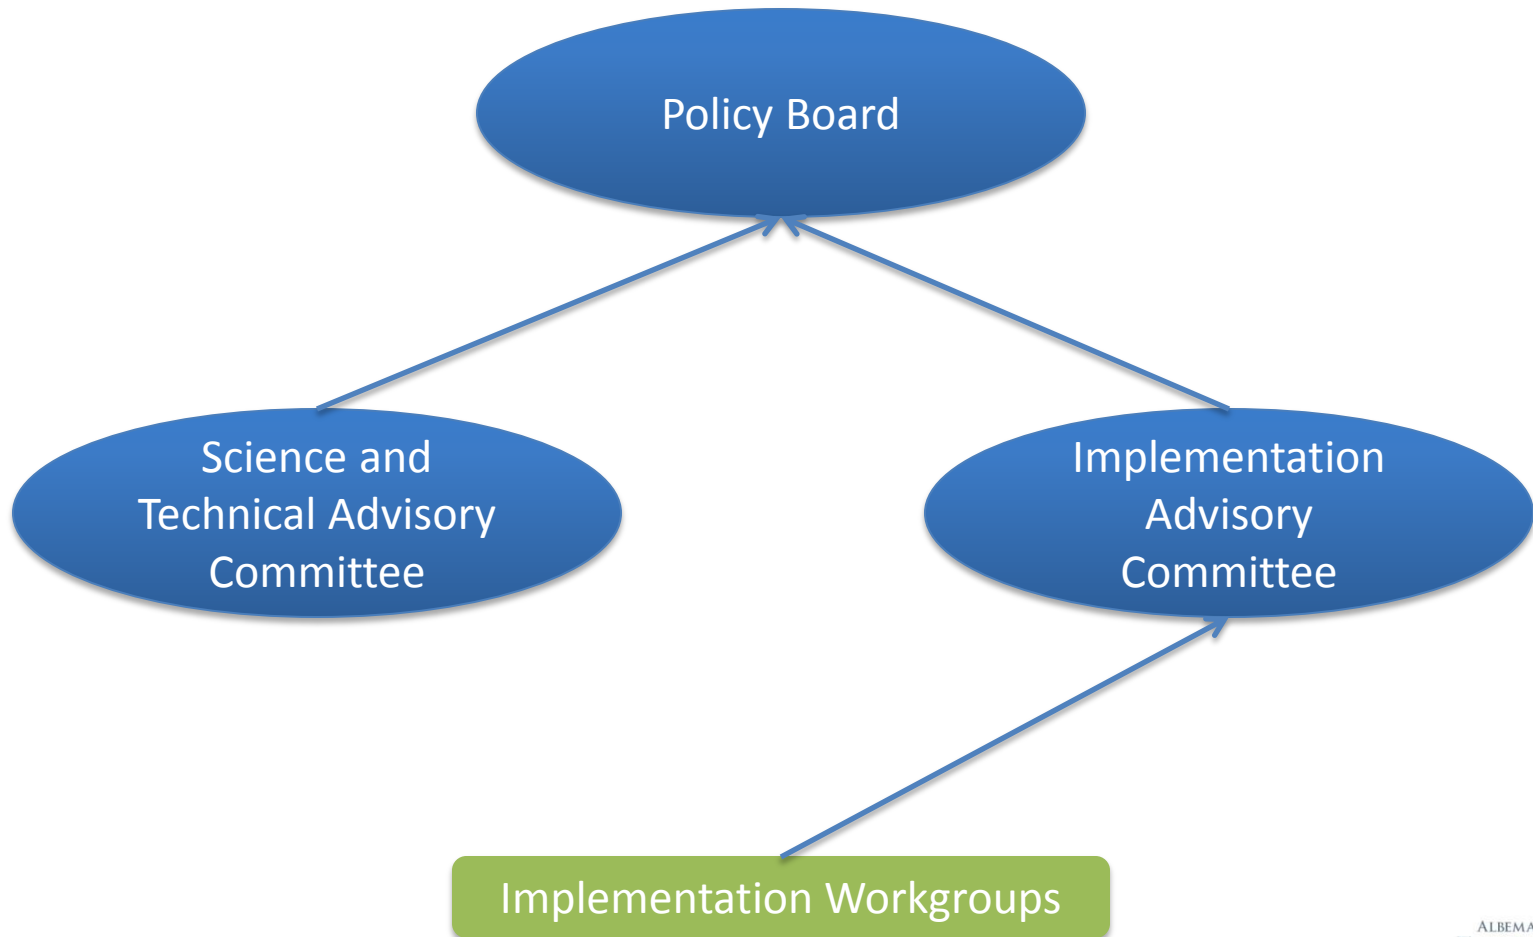 Policy Board
Science and
Technical Advisory
Committee
Implementation
Advisory
Committee
Implementation Workgroups